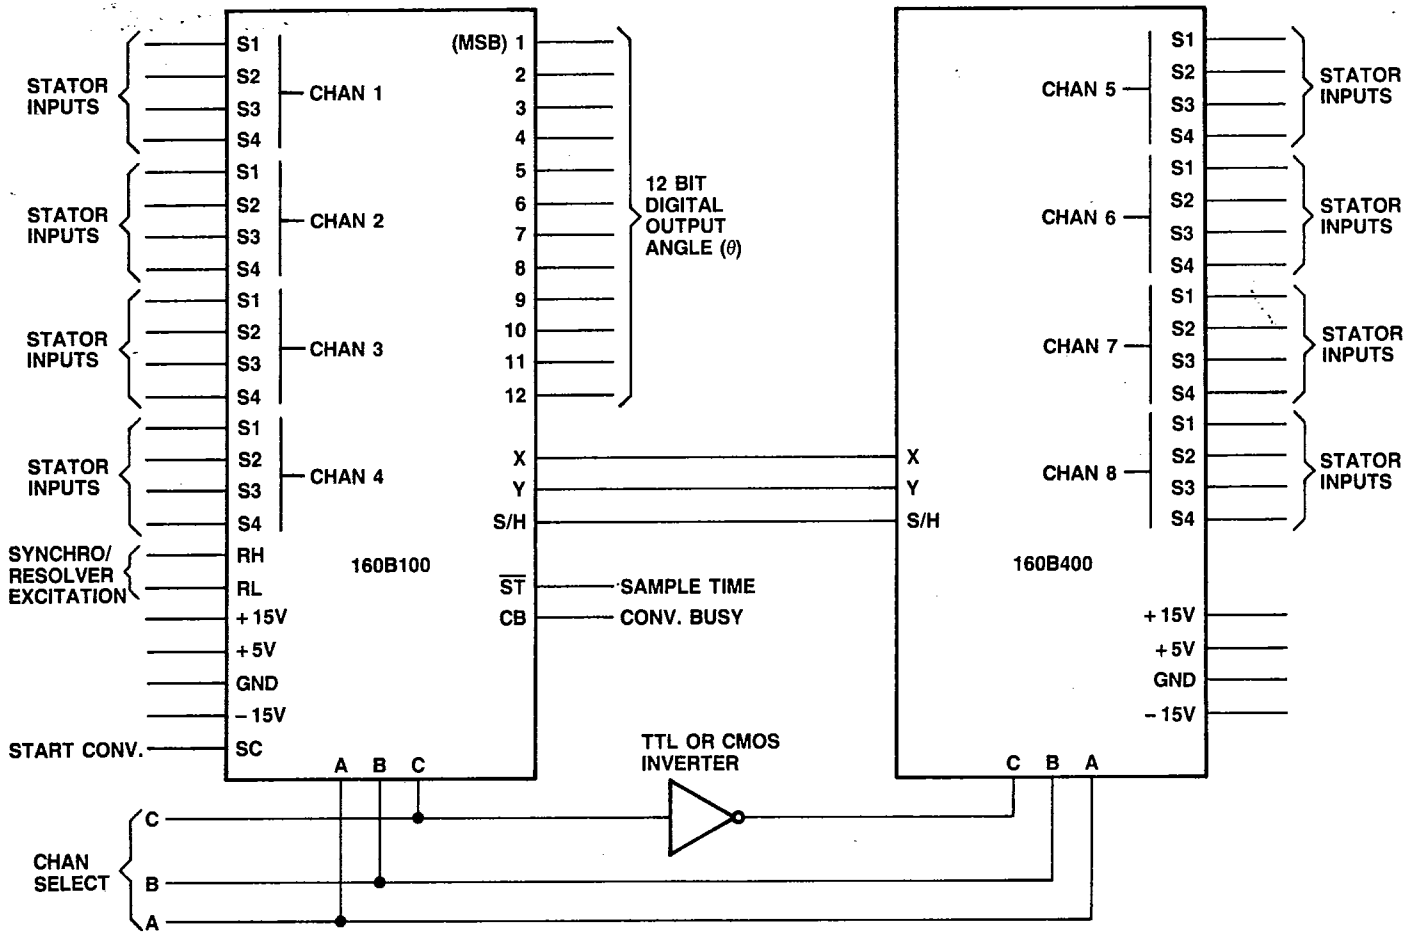 STATOR
INPUTS
S1
S2
S3
S4
CHAN 1
STATOR
INPUTS
S1
S2
S3
S4
CHAN 2
STATOR
INPUTS
S1
S2
S3
S4
CHAN 3
STATOR
INPUTS
S1
S2
S3
S4
CHAN 4
SYNCHRO/
RESOLVER
EXCITATION
RH
RL
+15V
+5V
GND
-15V
START CONV.
SC
160B100
A B C
(MSB) 1
2
3
4
5
6
7
8
9
10
11
12
12 BIT
DIGITAL
OUTPUT
ANGLE (θ)
X
Y
S/H
S̅T̅
SAMPLE TIME
CB
CONV. BUSY
X
Y
S/H
160B400
CHAN 5
S1
S2
S3
S4
STATOR
INPUTS
CHAN 6
S1
S2
S3
S4
STATOR
INPUTS
CHAN 7
S1
S2
S3
S4
STATOR
INPUTS
CHAN 8
S1
S2
S3
S4
STATOR
INPUTS
+15V
+5V
GND
-15V
C B A
TTL OR CMOS
INVERTER
CHAN
SELECT
C
B
A